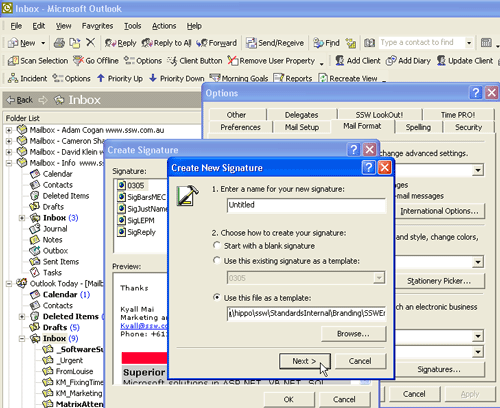 Inbox - Microsoft Outlook
File Edit View Favorites Tools Actions Help
New Reply Reply to All Forward Send/Receive Find Type a contact to find
Scan Selection Go Offline Options Client Button Remove User Property Add Client Add Diary Update Client
Incident Options Priority Up Priority Down Morning Goals Reports Recreate View
Back Inbox
Folder List
Mailbox - Adam Cogan www.ssw.com.au
Mailbox - Cameron Sha
Mailbox - David Klein w
Mailbox - Info www.ss
Calendar
Contacts
Deleted Items
Drafts
Inbox (3)
Journal
Notes
Outbox
Sent Items
Tasks
Outlook Today - [Mailb
Calendar (1)
Contacts
Deleted Items
Drafts (5)
Inbox (9)
_SoftwareSu
_Urgent
FromLouise
KM_FixingTime
KM_Marketing
MatrixAtten
Options
Other Delegates SSW LookOut! Time PRO!
Preferences Mail Setup Mail Format Spelling Security
change advanced settings.
ages
e-mail messages
International Options...
and style, change colors,
Stationery Picker...
ch an electronic business
Signatures...
Cancel Apply
Create Signature
Signature:
0305
SigBarsMEC
SigJustName
SigLEPM
SigReply
Preview:
Thanks
Kyall Mai
Marketing an
Kyall@ssw.co
Phone: +61
Superior
Microsoft solutions in ASP.NET, VB.NET, SQL
OK Cancel
Create New Signature
1. Enter a name for your new signature:
Untitled
2. Choose how to create your signature:
Start with a blank signature
Use this existing signature as a template:
0305
Use this file as a template:
\hippo\ssw\StandardsInternal\Branding\SSWEr
Browse...
Next > Cancel